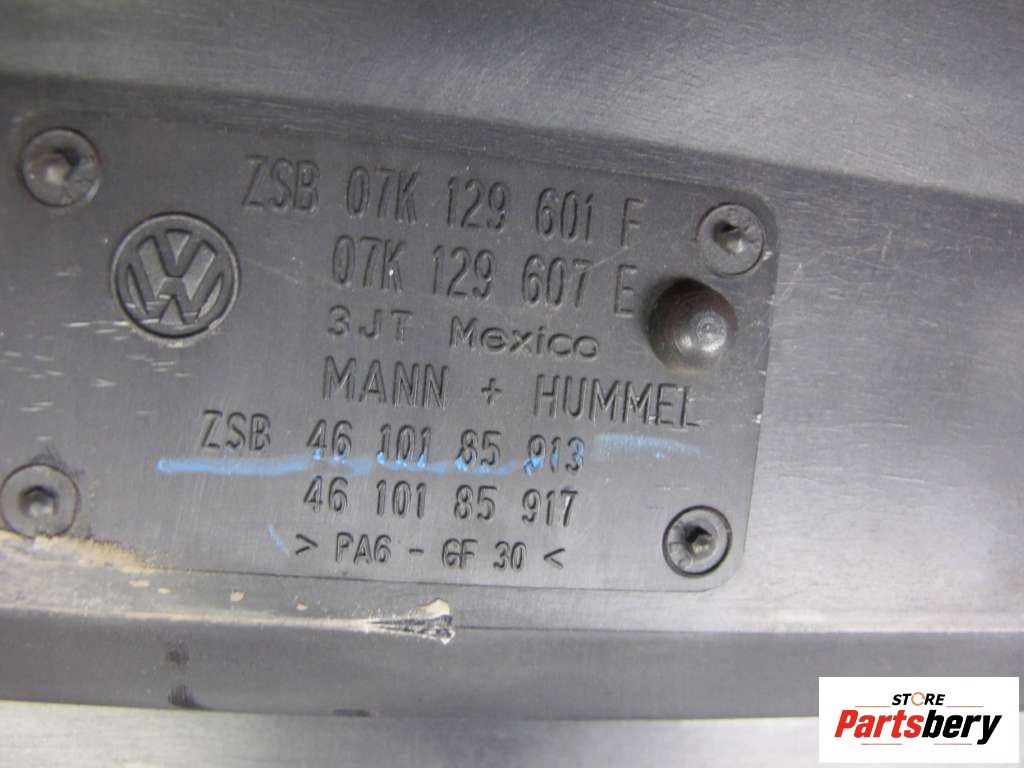 ZSB 07K 129 601 F
07K 129 607 E
3JT Mexico
MANN + HUMMEL
ZSB 46 101 85 913
46 101 85 917
> PA6 - GF 30 <
STORE
Partsbery